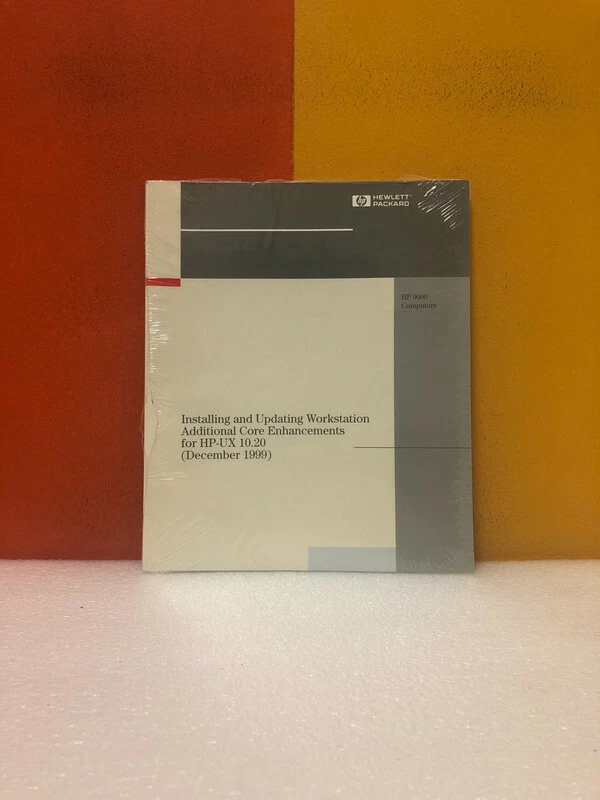 hp HEWLETT
PACKARD
HP 9000
Computers
Installing and Updating Workstation
Additional Core Enhancements
for HP-UX 10.20
(December 1999)